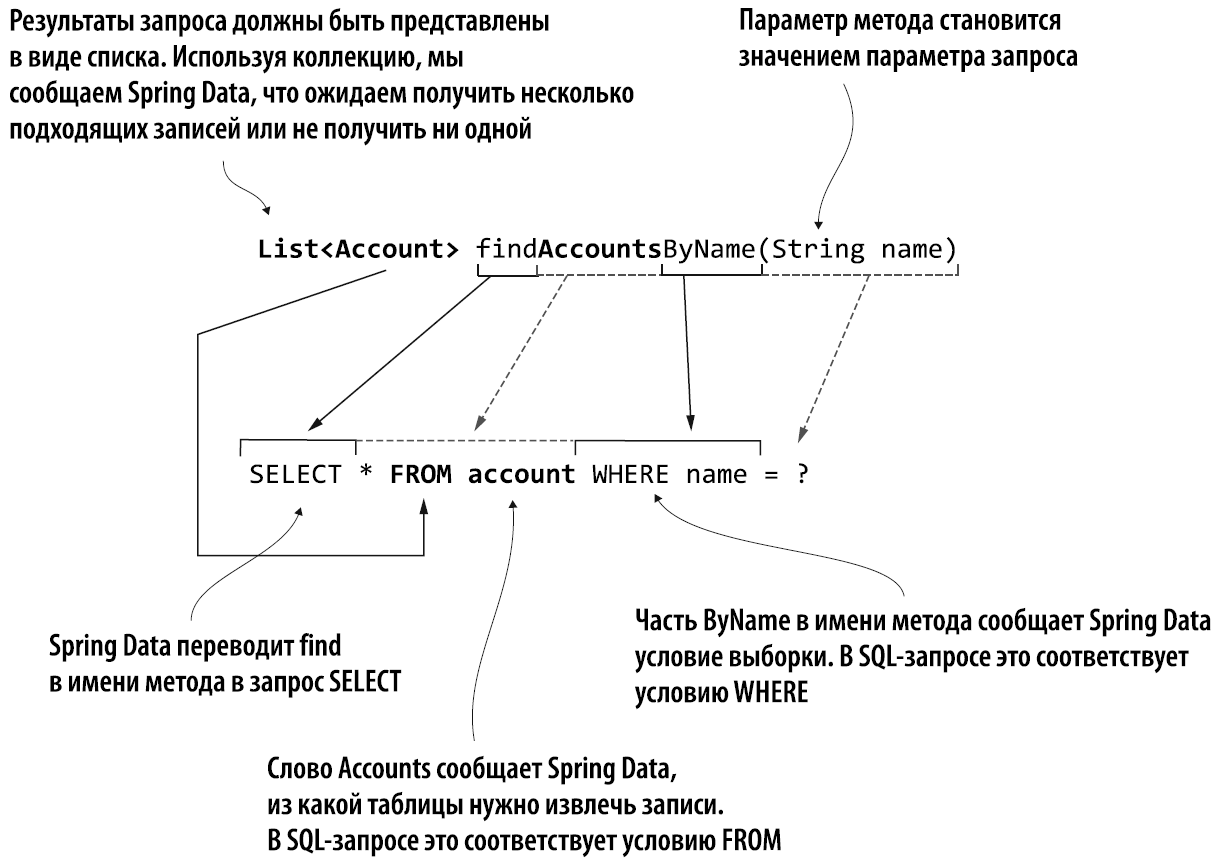 Результаты запроса должны быть представлены
в виде списка. Используя коллекцию, мы
сообщаем Spring Data, что ожидаем получить несколько
подходящих записей или не получить ни одной
Параметр метода становится
значением параметра запроса
List<Account> findAccountsByName(String name)
SELECT * FROM account WHERE name = ?
Spring Data переводит find
в имени метода в запрос SELECT
Часть ByName в имени метода сообщает Spring Data
условие выборки. В SQL-запросе это соответствует
условию WHERE
Слово Accounts сообщает Spring Data,
из какой таблицы нужно извлечь записи.
В SQL-запросе это соответствует условию FROM